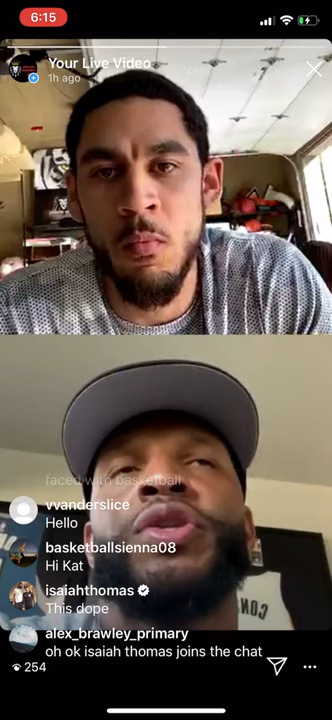 6:15
Your Live Video
1h ago
faced with basketball
vvanderslice
Hello
basketballsienna08
Hi Kat
isaiahthomas
This dope
alex_brawley_primary
oh ok isaiah thomas joins the chat
254
CONL